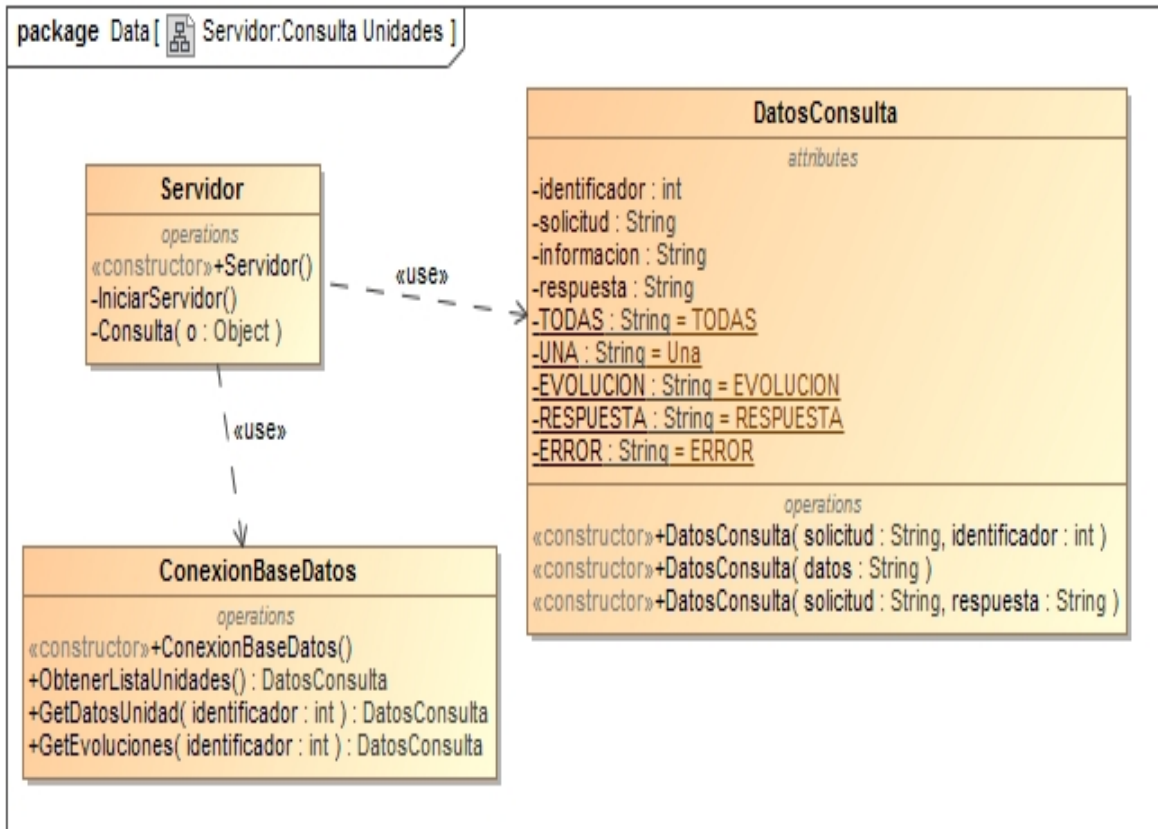 package Data [ Servidor:Consulta Unidades ]
Servidor
operations
«constructor»+Servidor()
-IniciarServidor()
-Consulta( o : Object )
«use»
«use»
DatosConsulta
attributes
-identificador : int
-solicitud : String
-informacion : String
-respuesta : String
-TODAS : String = TODAS
-UNA : String = Una
-EVOLUCION : String = EVOLUCION
-RESPUESTA : String = RESPUESTA
-ERROR : String = ERROR
operations
«constructor»+DatosConsulta( solicitud : String, identificador : int )
«constructor»+DatosConsulta( datos : String )
«constructor»+DatosConsulta( solicitud : String, respuesta : String )
ConexionBaseDatos
operations
«constructor»+ConexionBaseDatos()
+ObtenerListaUnidades() : DatosConsulta
+GetDatosUnidad( identificador : int ) : DatosConsulta
+GetEvoluciones( identificador : int ) : DatosConsulta